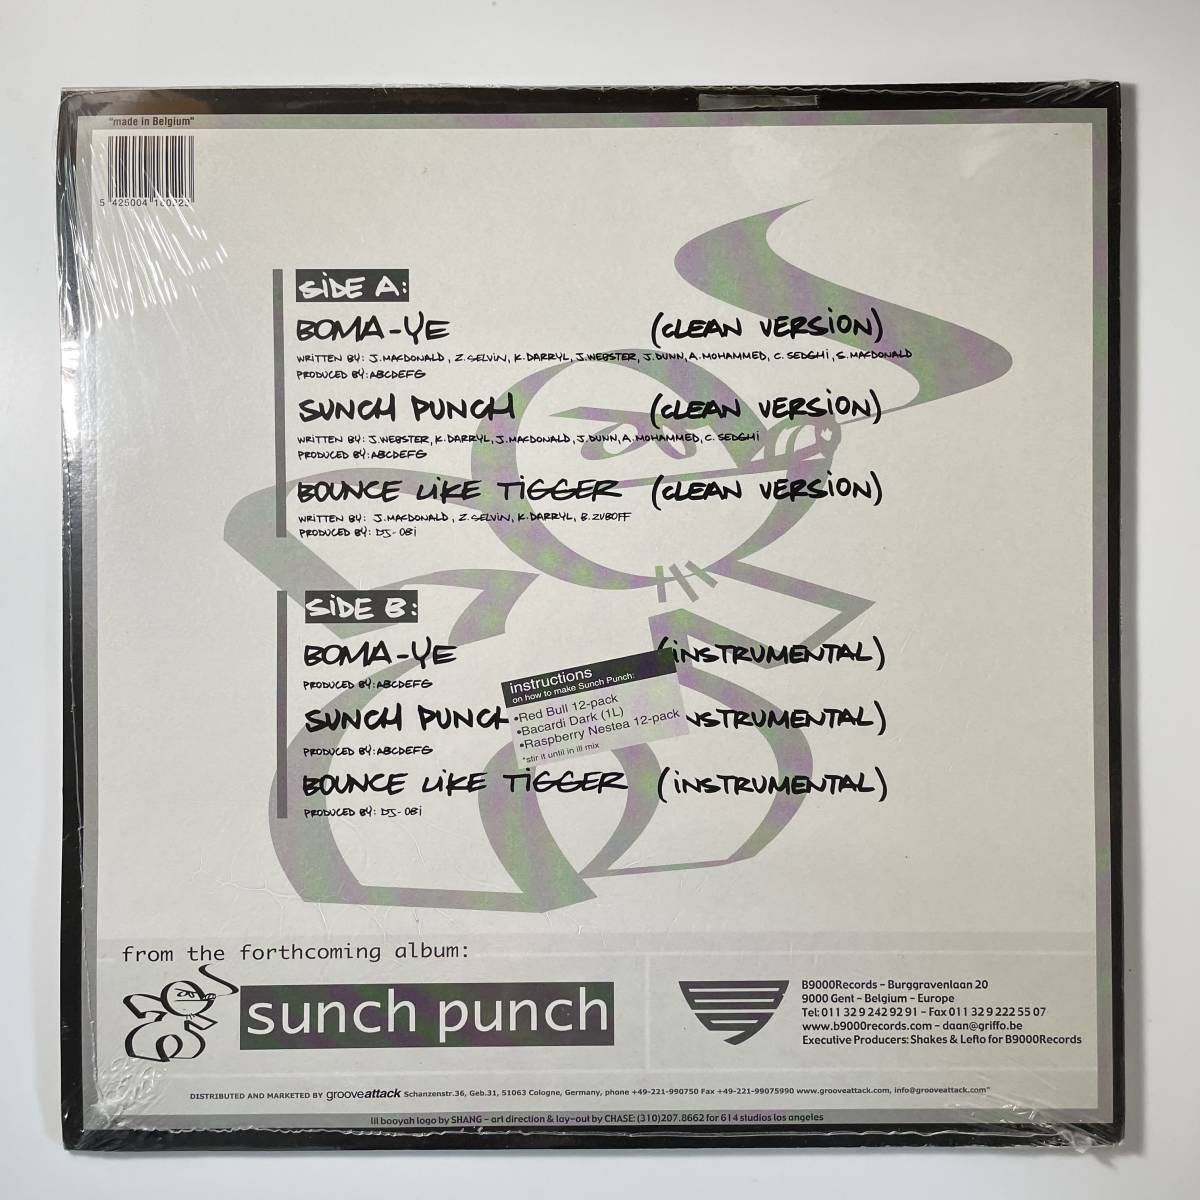 "made in Belgium"
5 425004 180323
SIDE A:
BOMA-YE (CLEAN VERSION)
WRITTEN BY: J.MACDONALD, Z.SELVIN, K.DARRYL, J.WEBSTER, J.DUNN, A.MOHAMMED, C.SEDGHI, S.MACDONALD
PRODUCED BY: ABCDEFG
SUNCH PUNCH (CLEAN VERSION)
WRITTEN BY: J.WEBSTER, K.DARRYL, J.MACDONALD, J.DUNN, A.MOHAMMED, C.SEDGHI
PRODUCED BY: ABCDEFG
BOUNCE LIKE TIGGER (CLEAN VERSION)
WRITTEN BY: J.MACDONALD, Z.SELVIN, K.DARRYL, B.ZUBOFF
PRODUCED BY: DJ-OBI
SIDE B:
BOMA-YE (INSTRUMENTAL)
PRODUCED BY: ABCDEFG
instructions
on how to make Sunch Punch:
•Red Bull 12-pack
•Bacardi Dark (1L)
•Raspberry Nestea 12-pack
*stir it until in ill mix
SUNCH PUNCH NSTRUMENTAL)
PRODUCED BY: ABCDEFG
BOUNCE LIKE TIGGER (INSTRUMENTAL)
PRODUCED BY: DJ-OBI
from the forthcoming album:
sunch punch
B9000Records – Burggravenlaan 20
9000 Gent – Belgium – Europe
Tel: 011 32 9 242 92 91 – Fax 011 32 9 222 55 07
www.b9000records.com – daan@griffo.be
Executive Producers: Shakes & Lefto for B9000Records
DISTRIBUTED AND MARKETED BY grooveattack Schanzenstr.36, Geb.31, 51063 Cologne, Germany, phone +49-221-990750 Fax +49-221-99075990 www.grooveattack.com, info@grooveattack.com"
lil booyah logo by SHANG – art direction & lay-out by CHASE: (310)207.8662 for 614 studios los angeles